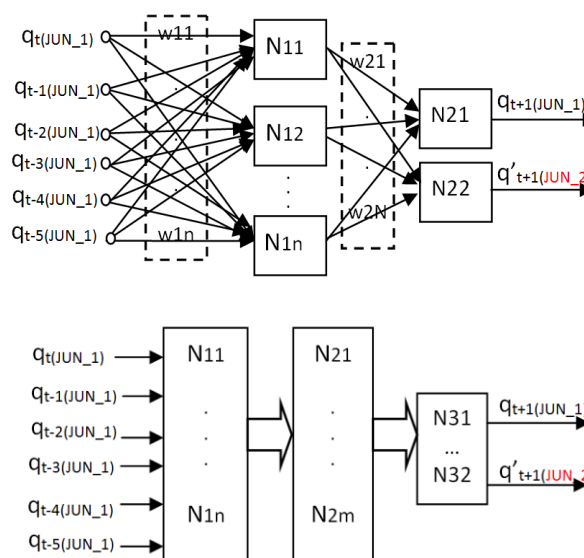 qt(JUN_1)
w11
N11
w21
qt-1(JUN_1)
N21
qt+1(JUN_1)
qt-2(JUN_1)
N12
qt-3(JUN_1)
N22
q’t+1(JUN_2
qt-4(JUN_1)
qt-5(JUN_1)
w1n
N1n
w2N
qt(JUN_1)
N11
N21
qt-1(JUN_1)
qt+1(JUN_1)
N31
qt-2(JUN_1)
...
qt-3(JUN_1)
N32
q’t+1(JUN_2
qt-4(JUN_1)
N1n
N2m
qt-5(JUN_1)